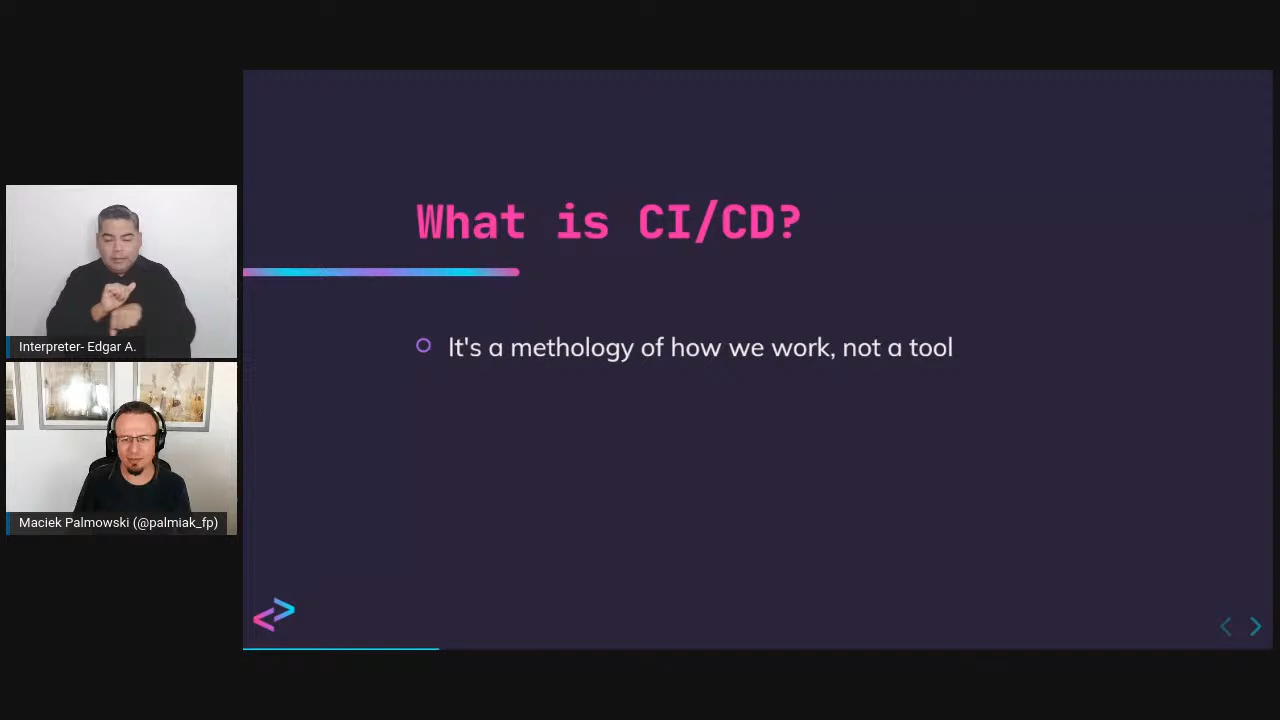 What is CI/CD?
It's a methology of how we work, not a tool
Interpreter- Edgar A.
Maciek Palmowski (@palmiak_fp)